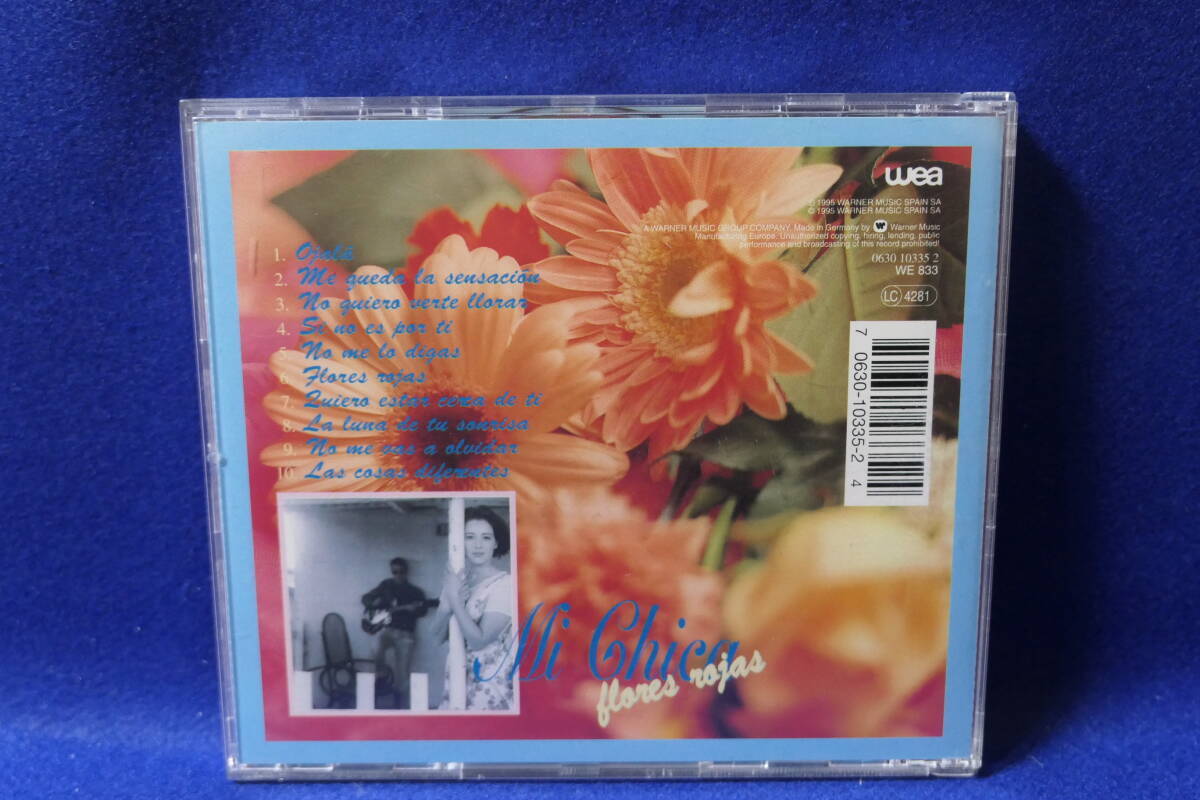 1. Ojalá
2. Me queda la sensación
3. No quiero verte llorar
4. Si no es por ti
5. No me lo digas
6. Flores rojas
7. Quiero estar cerca de ti
8. La luna de tu sonrisa
9. No me vas a olvidar
10. Las cosas diferentes
wea
℗ 1995 WARNER MUSIC SPAIN SA
© 1995 WARNER MUSIC SPAIN SA
A WARNER MUSIC GROUP COMPANY. Made in Germany by Warner Music
Manufacturing Europe. Unauthorized copying, hiring, lending, public
performance and broadcasting of this record prohibited!
0630 10335 2
WE 833
LC 4281
7 0630-10335-2 4
Mi Chica
flores rojas